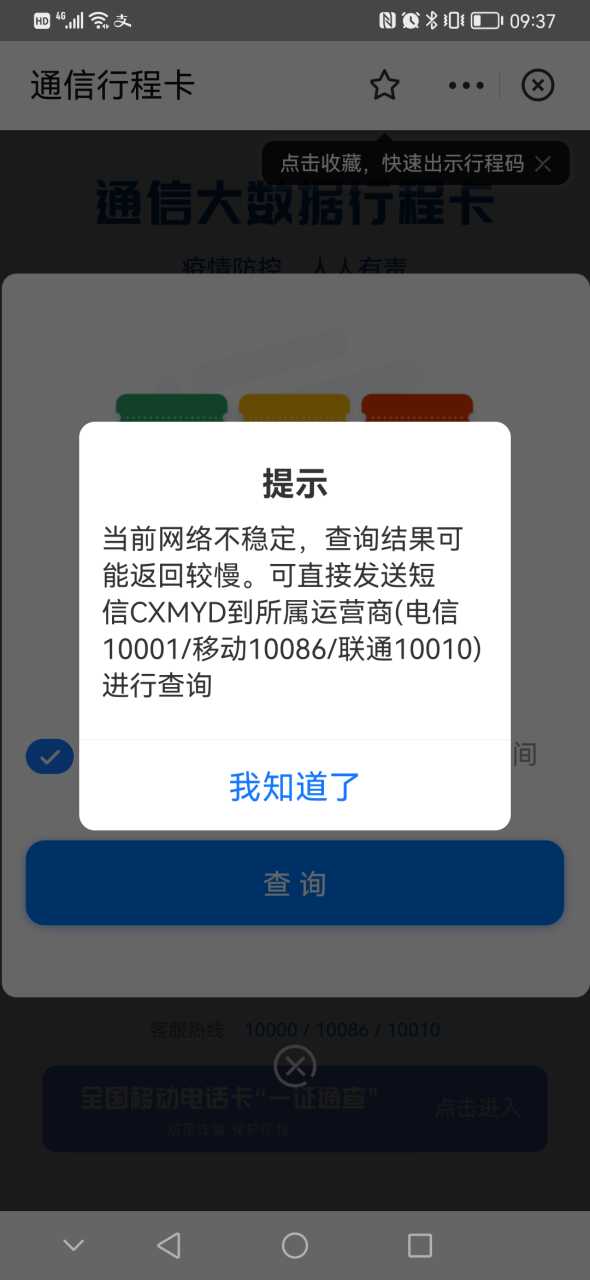 HD 4G 支 09:37
通信行程卡
点击收藏，快速出示行程码
通信大数据行程卡
疫情防控 人人有责
提示
当前网络不稳定，查询结果可
能返回较慢。可直接发送短
信CXMYD到所属运营商(电信
10001/移动10086/联通10010)
进行查询
间
我知道了
查 询
客服热线 10000 / 10086 / 10010
全国移动电话卡“一证通查”
点击进入